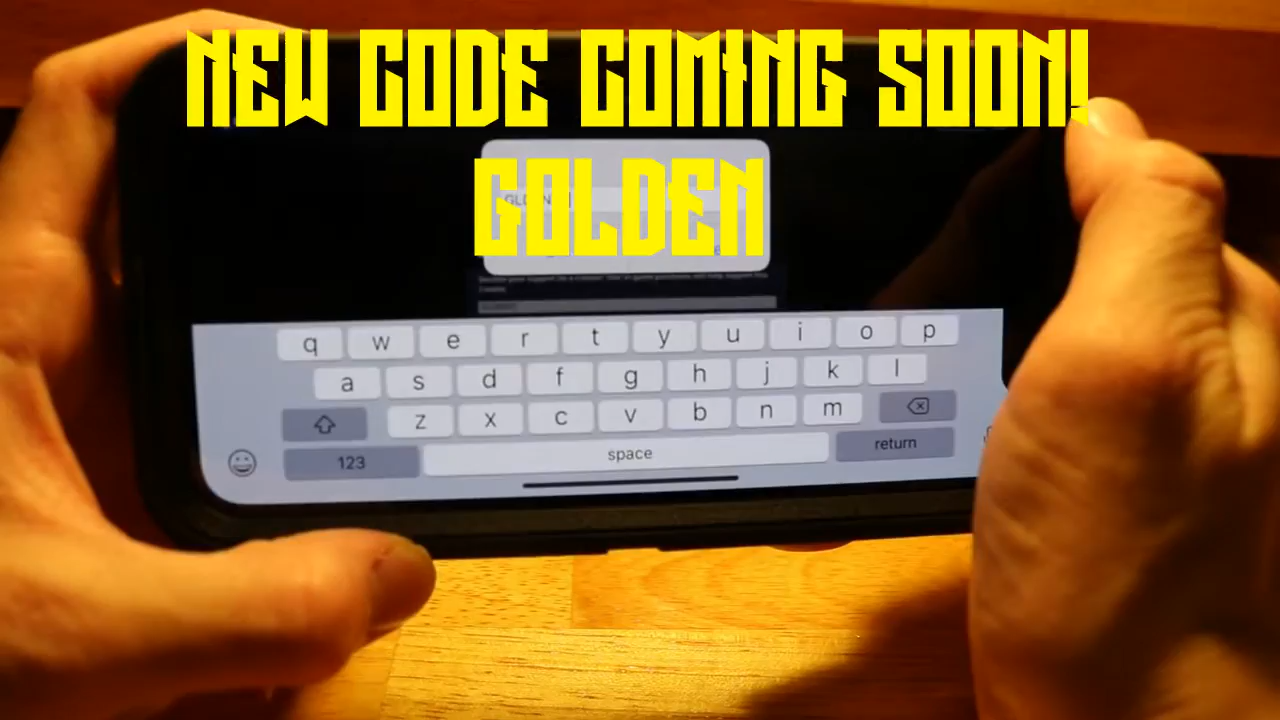 NEW CODE COMING SOON!
GOLDEN
q w e r t y u i o p
a s d f g h j k l
z x c v b n m
123 space return